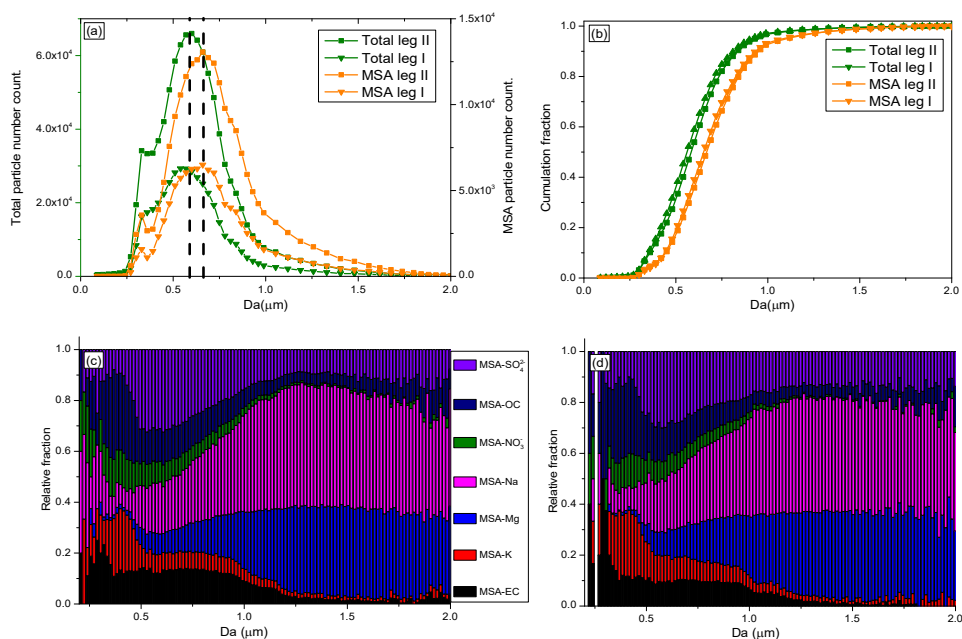 (a)
Total leg II
Total leg I
MSA leg II
MSA leg I
Total particle number count.
6.0x10⁴
4.0x10⁴
2.0x10⁴
0.0
1.5x10⁴
1.0x10⁴
5.0x10³
0.0
MSA particle number count.
0.0 0.5 1.0 1.5 2.0
Da(μm)
(b)
Total leg II
Total leg I
MSA leg II
MSA leg I
Cumulation fraction
1.0
0.8
0.6
0.4
0.2
0.0
0.0 0.5 1.0 1.5 2.0
Da(μm)
(c)
Relative fraction
1.0
0.8
0.6
0.4
0.2
0.0
0.5 1.0 1.5 2.0
Da (μm)
MSA-SO₄²⁻
MSA-OC
MSA-NO₃⁻
MSA-Na
MSA-Mg
MSA-K
MSA-EC
(d)
Relative fraction
1.0
0.8
0.6
0.4
0.2
0.0
0.5 1.0 1.5 2.0
Da (μm)